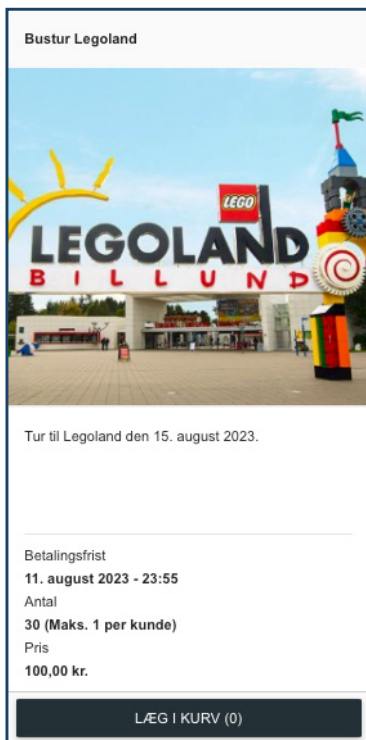 Bustur Legoland
LEGO
LEGOLAND
BILLUND
Tur til Legoland den 15. august 2023.
Betalingsfrist
11. august 2023 - 23:55
Antal
30 (Maks. 1 per kunde)
Pris
100,00 kr.
LÆG I KURV (0)